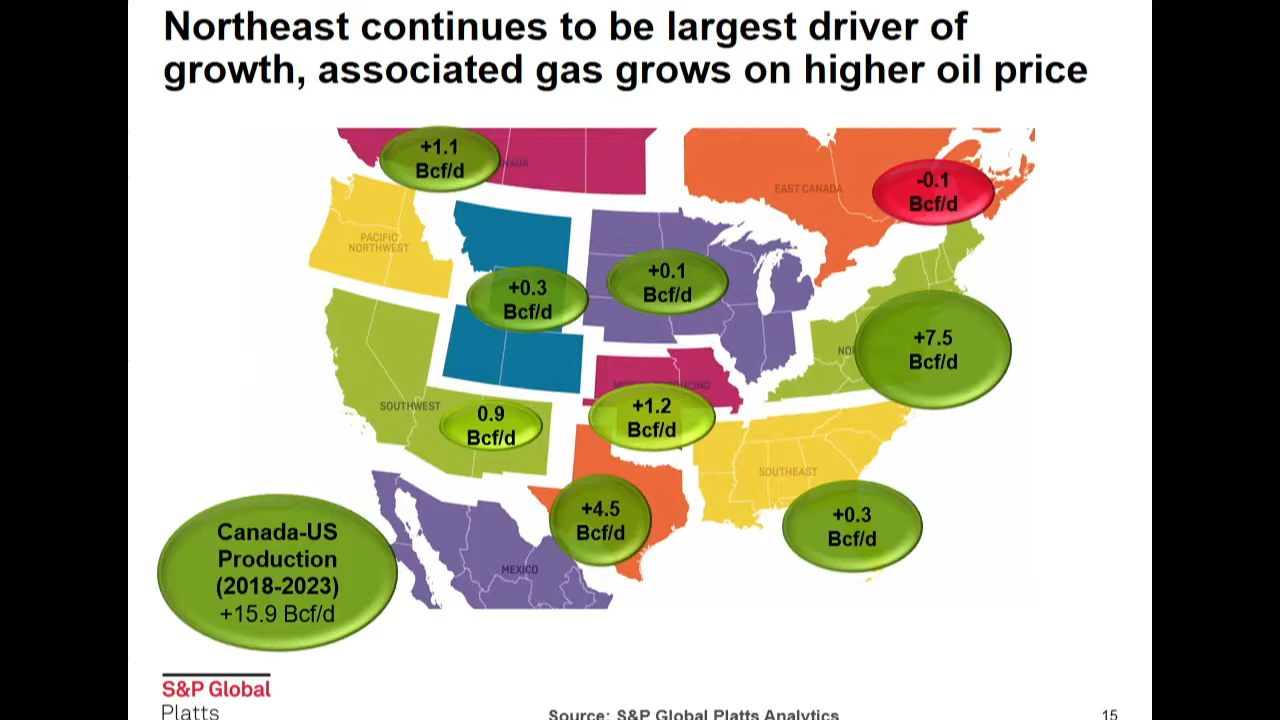 Northeast continues to be largest driver of
growth, associated gas grows on higher oil price
+1.1
Bcf/d
-0.1
Bcf/d
EAST CANADA
PACIFIC
NORTHWEST
+0.3
Bcf/d
+0.1
Bcf/d
+7.5
Bcf/d
SOUTHWEST
0.9
Bcf/d
+1.2
Bcf/d
SOUTHEAST
+4.5
Bcf/d
+0.3
Bcf/d
MEXICO
Canada-US
Production
(2018-2023)
+15.9 Bcf/d
S&P Global
Platts
Source: S&P Global Platts Analytics
15